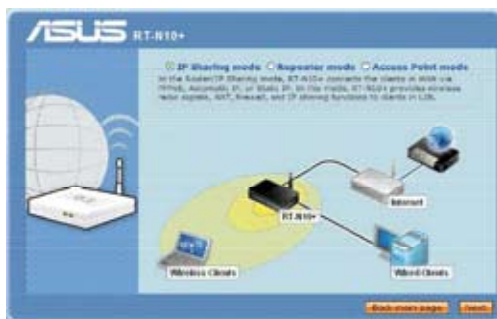 ASUS RT-N10+
IP Sharing mode Repeater mode Access Point mode
In the Router/IP Sharing mode, RT-N10+ connects the clients in WAN via
PPPoE, Automatic IP, or Static IP. In this mode, RT-N10+ provides wireless
radio signals, NAT, firewall, and IP sharing functions to clients in LAN.
Internet
RT-N10+
Wireless Clients
Wired Clients
Back main page Next